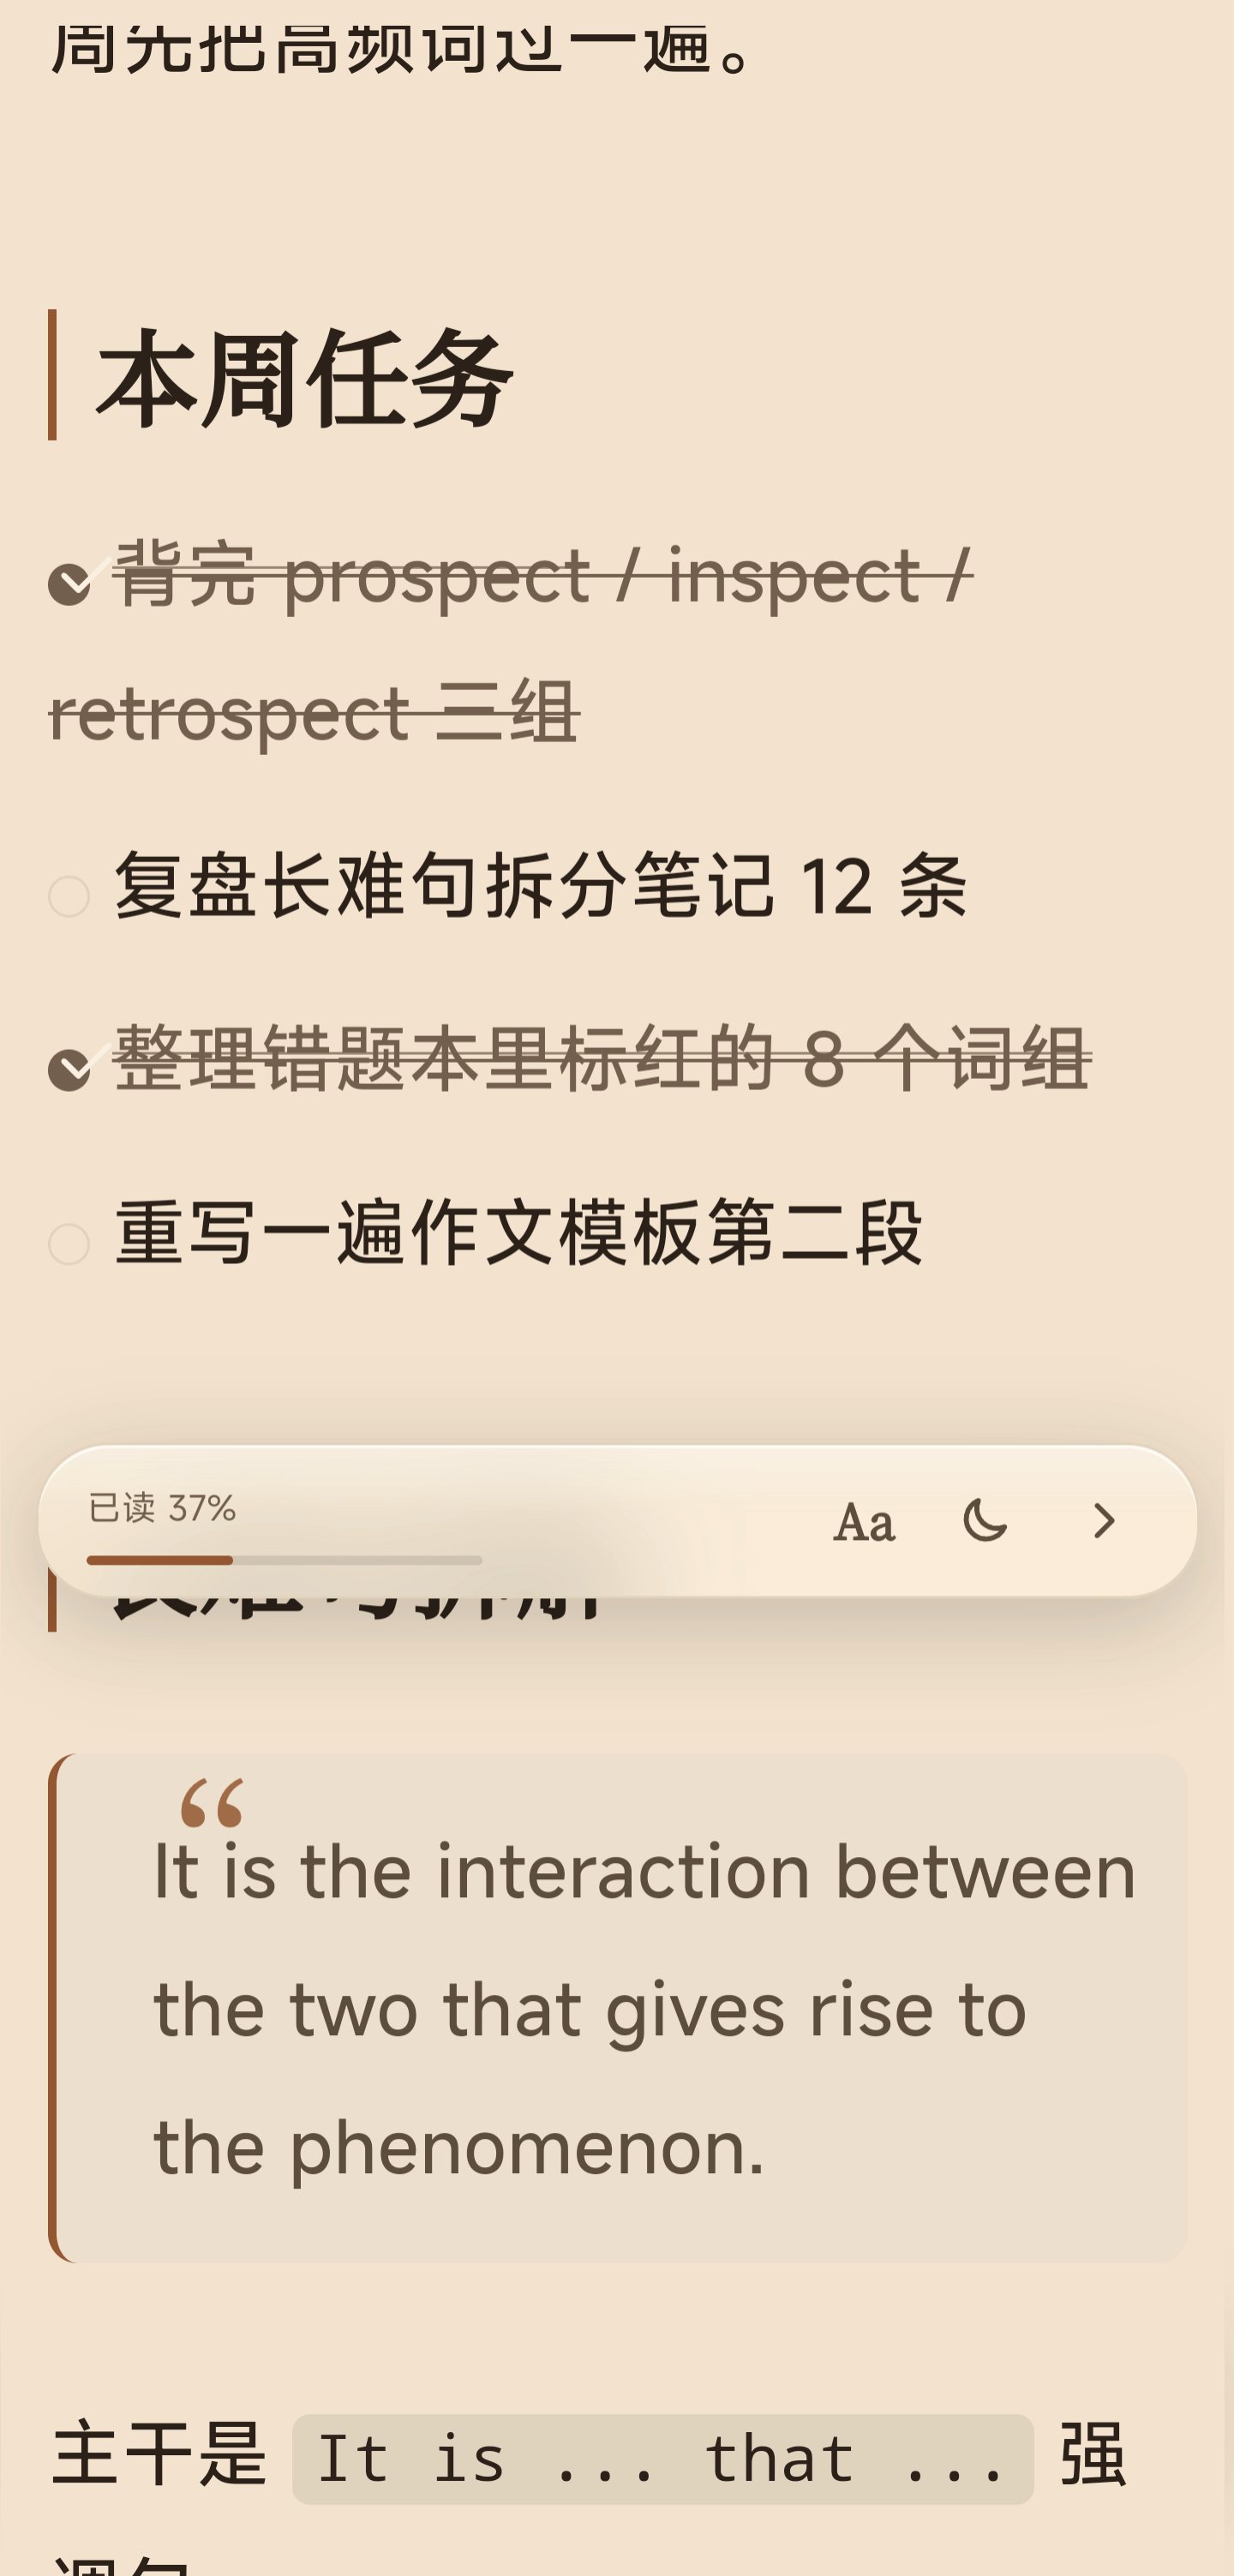 周先把高频词过一遍。
本周任务
背完 prospect / inspect /
retrospect 三组
复盘长难句拆分笔记 12 条
整理错题本里标红的 8 个词组
重写一遍作文模板第二段
已读 37%
Aa
“
It is the interaction between
the two that gives rise to
the phenomenon.
主干是 It is ... that ... 强